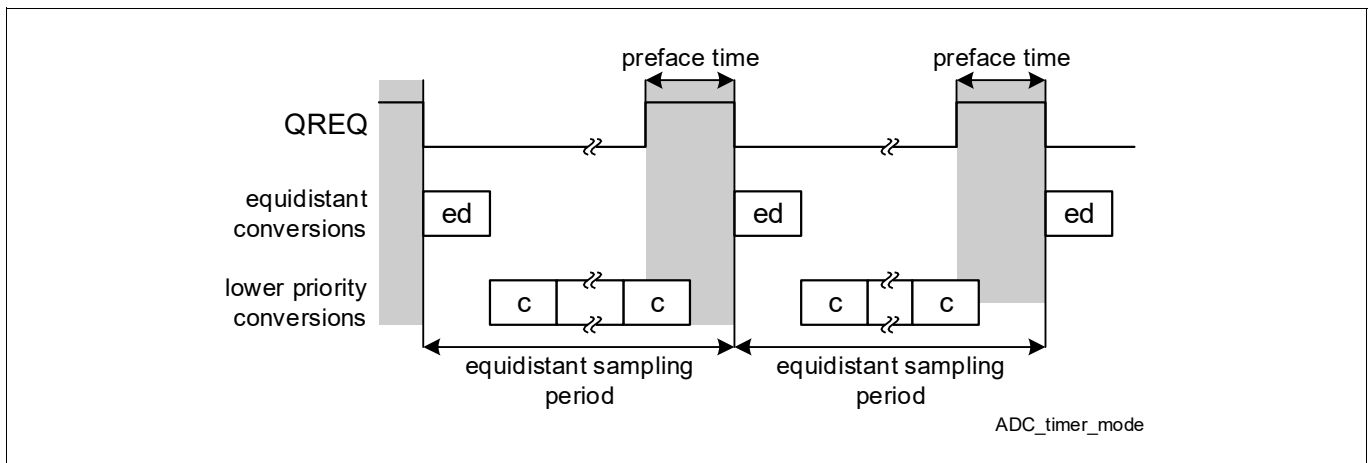 preface time
preface time
QREQ
equidistant
conversions
ed
ed
ed
lower priority
conversions
c
c
c
c
equidistant sampling
period
equidistant sampling
period
ADC_timer_mode